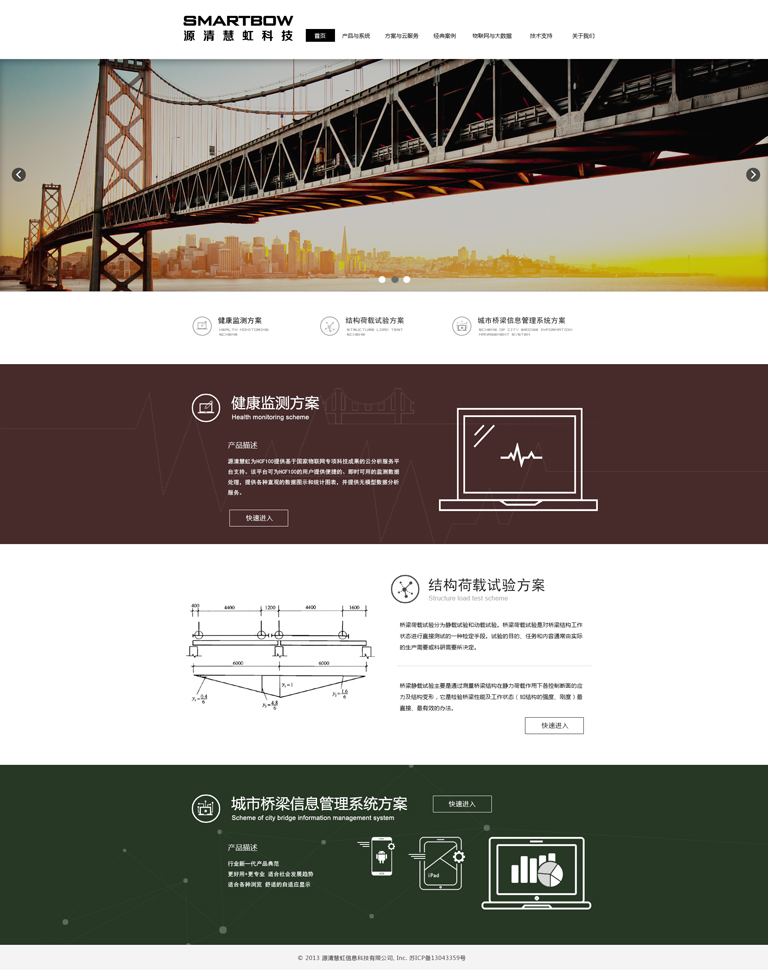 SMARTBOW
源清慧虹科技
首页 产品与系统 方案与云服务 经典案例 物联网与大数据 技术支持 关于我们
健康监测方案
HEALTH MONITORING
SCHEME
结构荷载试验方案
STRUCTURE LOAD TEST
SCHEME
城市桥梁信息管理系统方案
SCHEME OF CITY BRIDGE INFORMATION
MANAGEMENT SYSTEM
健康监测方案
Health monitoring scheme
产品描述
源清慧虹为HCF100提供基于国家物联网专项科技成果的云分析服务平
台支持。该平台可为HCF100的用户提供便捷的、即时可用的监测数据
处理，提供各种直观的数据图示和统计图表，并提供无模型数据分析
服务。
快速进入
结构荷载试验方案
Structure load test scheme
400 4400 1200 4400 1600
6000 6000
y₁=0.4/6
y₂=4.8/6
y₃=1
y₄=1.6/6
桥梁荷载试验分为静载试验和动载试验。桥梁荷载试验是对桥梁结构工作
状态进行直接测试的一种检定手段。试验的目的、任务和内容通常由实际
的生产需要或科研需要所决定。
桥梁静载试验主要是通过测量桥梁结构在静力荷载作用下各控制断面的应
力及结构变形，它是检验桥梁性能及工作状态（如结构的强度、刚度）最
直接、最有效的办法。
快速进入
城市桥梁信息管理系统方案
Scheme of city bridge information management system
快速进入
产品描述
行业新一代产品典范
更好用+更专业 适合社会发展趋势
适合各种浏览 舒适的自适应显示
iPad
© 2013 源清慧虹信息科技有限公司, Inc. 苏ICP备13043359号